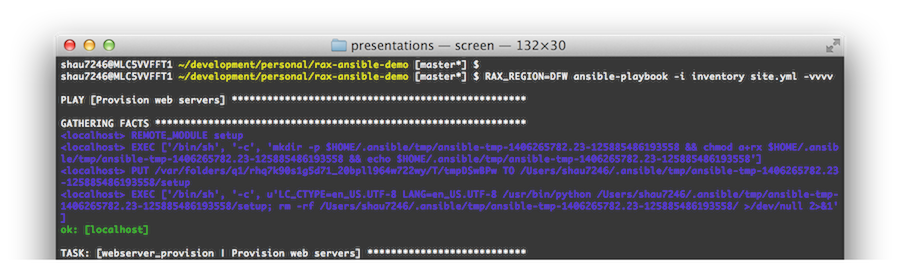 presentations — screen — 132×30
shau7246@MLC5VVFFT1 ~/development/personal/rax-ansible-demo [master*] $
shau7246@MLC5VVFFT1 ~/development/personal/rax-ansible-demo [master*] $ RAX_REGION=DFW ansible-playbook -i inventory site.yml -vvvv
PLAY [Provision web servers] **************************************************
GATHERING FACTS ***************************************************************
<localhost> REMOTE_MODULE setup
<localhost> EXEC ['/bin/sh', '-c', 'mkdir -p $HOME/.ansible/tmp/ansible-tmp-1406265782.23-125885486193558 && chmod a+rx $HOME/.ansib
le/tmp/ansible-tmp-1406265782.23-125885486193558 && echo $HOME/.ansible/tmp/ansible-tmp-1406265782.23-125885486193558']
<localhost> PUT TO /Users/shau7246/.ansible/tmp/ansible-tmp-1406265782.23
-125885486193558/setup
<localhost> EXEC ['/bin/sh', '-c', u'LC_CTYPE=en_US.UTF-8 LANG=en_US.UTF-8 /usr/bin/python /Users/shau7246/.ansible/tmp/ansible-tmp-
1406265782.23-125885486193558/setup; rm -rf /Users/shau7246/.ansible/tmp/ansible-tmp-1406265782.23-125885486193558/ >/dev/null 2>&1'
]
ok: [localhost]
TASK: [webserver_provision | Provision web servers] ****************************